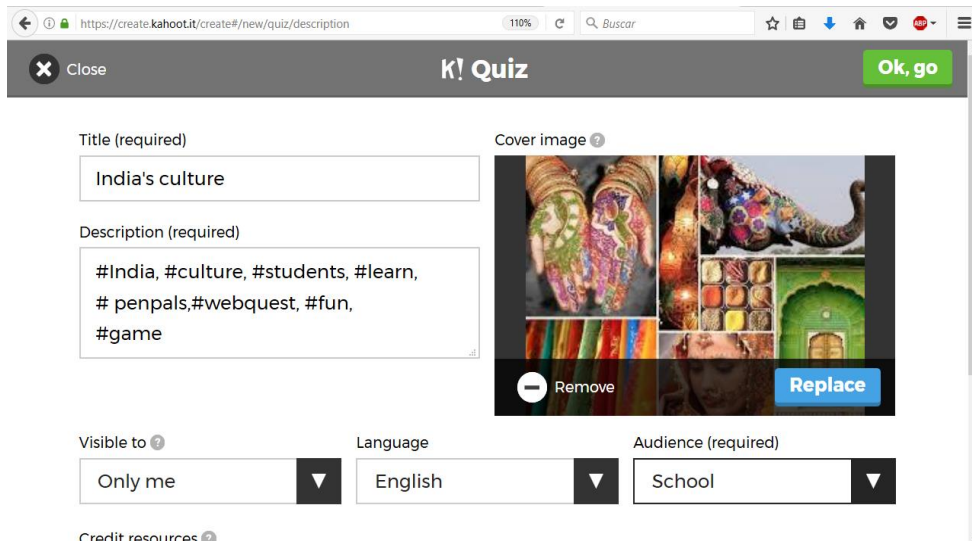 https://create.kahoot.it/create#/new/quiz/description
110%
Buscar
ABP
Close
K! Quiz
Ok, go
Title (required)
Cover image ?
India's culture
Description (required)
#India, #culture, #students, #learn,
# penpals,#webquest, #fun,
#game
Remove
Replace
Visible to ?
Language
Audience (required)
Only me
English
School
Credit resources ?